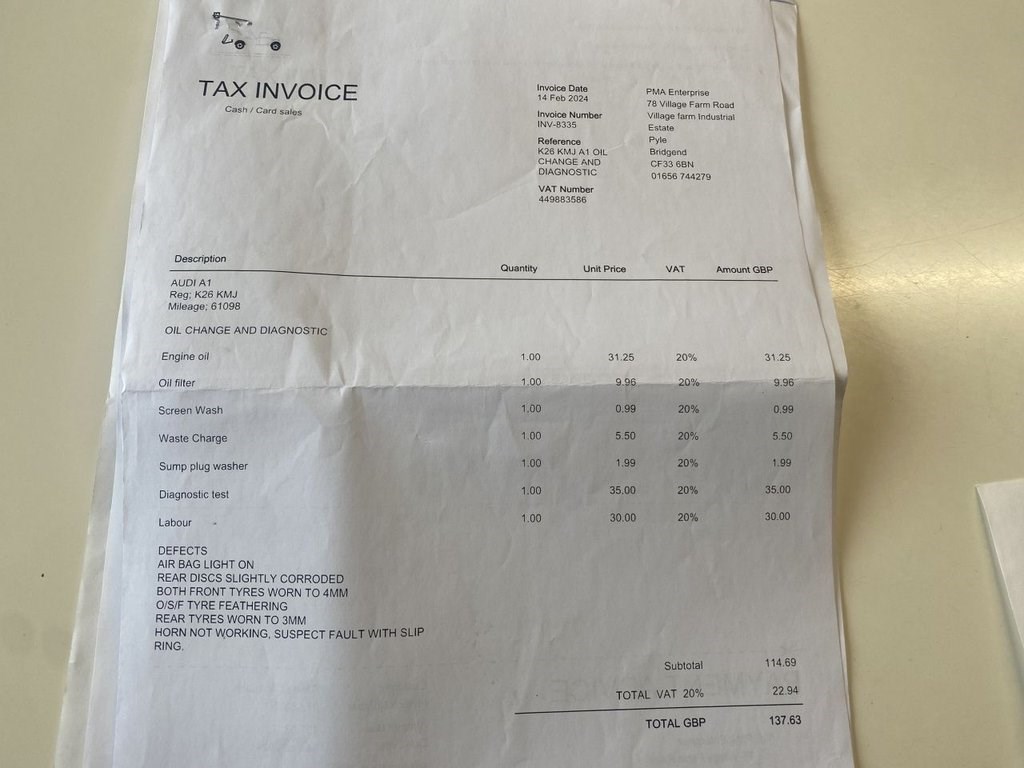 TAX INVOICE
Cash / Card sales
Invoice Date
14 Feb 2024
Invoice Number
INV-8335
Reference
K26 KMJ A1 OIL
CHANGE AND
DIAGNOSTIC
VAT Number
449883586
PMA Enterprise
78 Village Farm Road
Village farm Industrial
Estate
Pyle
Bridgend
CF33 6BN
01656 744279
Description Quantity Unit Price VAT Amount GBP
AUDI A1
Reg; K26 KMJ
Mileage; 61098
OIL CHANGE AND DIAGNOSTIC
Engine oil 1.00 31.25 20% 31.25
Oil filter 1.00 9.96 20% 9.96
Screen Wash 1.00 0.99 20% 0.99
Waste Charge 1.00 5.50 20% 5.50
Sump plug washer 1.00 1.99 20% 1.99
Diagnostic test 1.00 35.00 20% 35.00
Labour 1.00 30.00 20% 30.00
DEFECTS
AIR BAG LIGHT ON
REAR DISCS SLIGHTLY CORRODED
BOTH FRONT TYRES WORN TO 4MM
O/S/F TYRE FEATHERING
REAR TYRES WORN TO 3MM
HORN NOT WORKING, SUSPECT FAULT WITH SLIP
RING.
Subtotal 114.69
TOTAL VAT 20% 22.94
TOTAL GBP 137.63